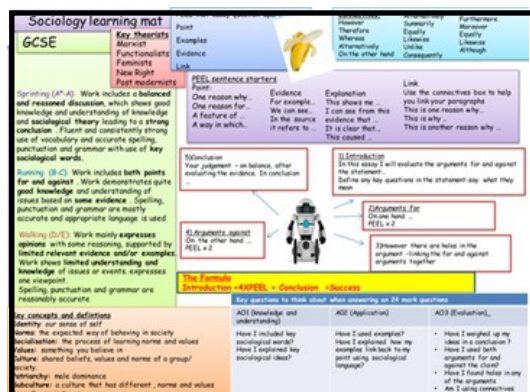 Sociology learning mat
GCSE
Key theorists
Marxist
Functionalists
Feminists
New Right
Post modernists
Point
Examples
Evidence
Link
However
Therefore
Whereas
Alternatively
On the other hand
Summarily
Equally
Likewise
Unlike
Consequently
Furthermore
Moreover
Equally
Likewise
Although
Sprinting (A*-A): Work includes a balanced
and reasoned discussion, which shows good
knowledge and understanding of knowledge
and sociological theory leading to a
strong conclusion. Fluent and consistently strong
use of vocabulary and accurate spelling,
punctuation and grammar with use of key
sociological words.
Running (B-C): Work includes both points
for and against. Work demonstrates quite
good knowledge and understanding of
issues based on some evidence. Spelling,
punctuation and grammar are mostly
accurate and appropriate language is used
Walking (D/E): Work mainly expresses
opinions with some reasoning, supported by
limited relevant evidence and/or examples.
Work shows limited understanding and knowledge
of issues or events. expresses
one viewpoint.
Spelling, punctuation and grammar are
reasonably accurate
PEEL sentence starters
Point:
One reason why...
One reason for...
A feature of ...
A way in which..
Evidence
For example..
We can see...
In the source
it refers to ...
Explanation
This shows me ...
I can see from this
evidence that ...
It is clear that...
This caused ...
Link
Use the connectives box to help
you link your paragraphs
This is one reason why...
This is why ..
This is another reason why ...
5)Conclusion
Your judgement - on balance, after
evaluating the evidence. In conclusion
...
1) Introduction
In this essay I will evaluate the arguments for and against
the statement...
Define any key questions in the statement-say what they
mean
2)Arguments for
On one hand ...
PEEL x 2
4) Arguments against
On the other hand ...
PEEL x 2
3)However there are holes in the
argument -linking the for and against
arguments together
The Formula
Introduction +4XPEEL + Conclusion =Success
Key questions to think about when answering an 24 mark questions
AO1 (knowledge and
understanding)
Have I included key
sociological words?
Have I explained key
sociological ideas?
AO2 (Application)
Have I used examples?
Have I explained how my
examples link back to my
point using sociological
language?
AO3 (Evaluation)
Have I weighed up my
ideas in a conclusion ?
Have I used both
arguments for and
against the claim?
Have I found holes in
any of the arguments
Am I using connectives
Key concepts and definitions
Identity: our sense of self
Norms: the expected way of behaving in society
Socialisation: the process of learning norms and values
Values: something you believe in
Culture: shared beliefs, values and norms of a group/
society.
Patriarchy: male dominance
Subculture: a culture that has different , norms and values